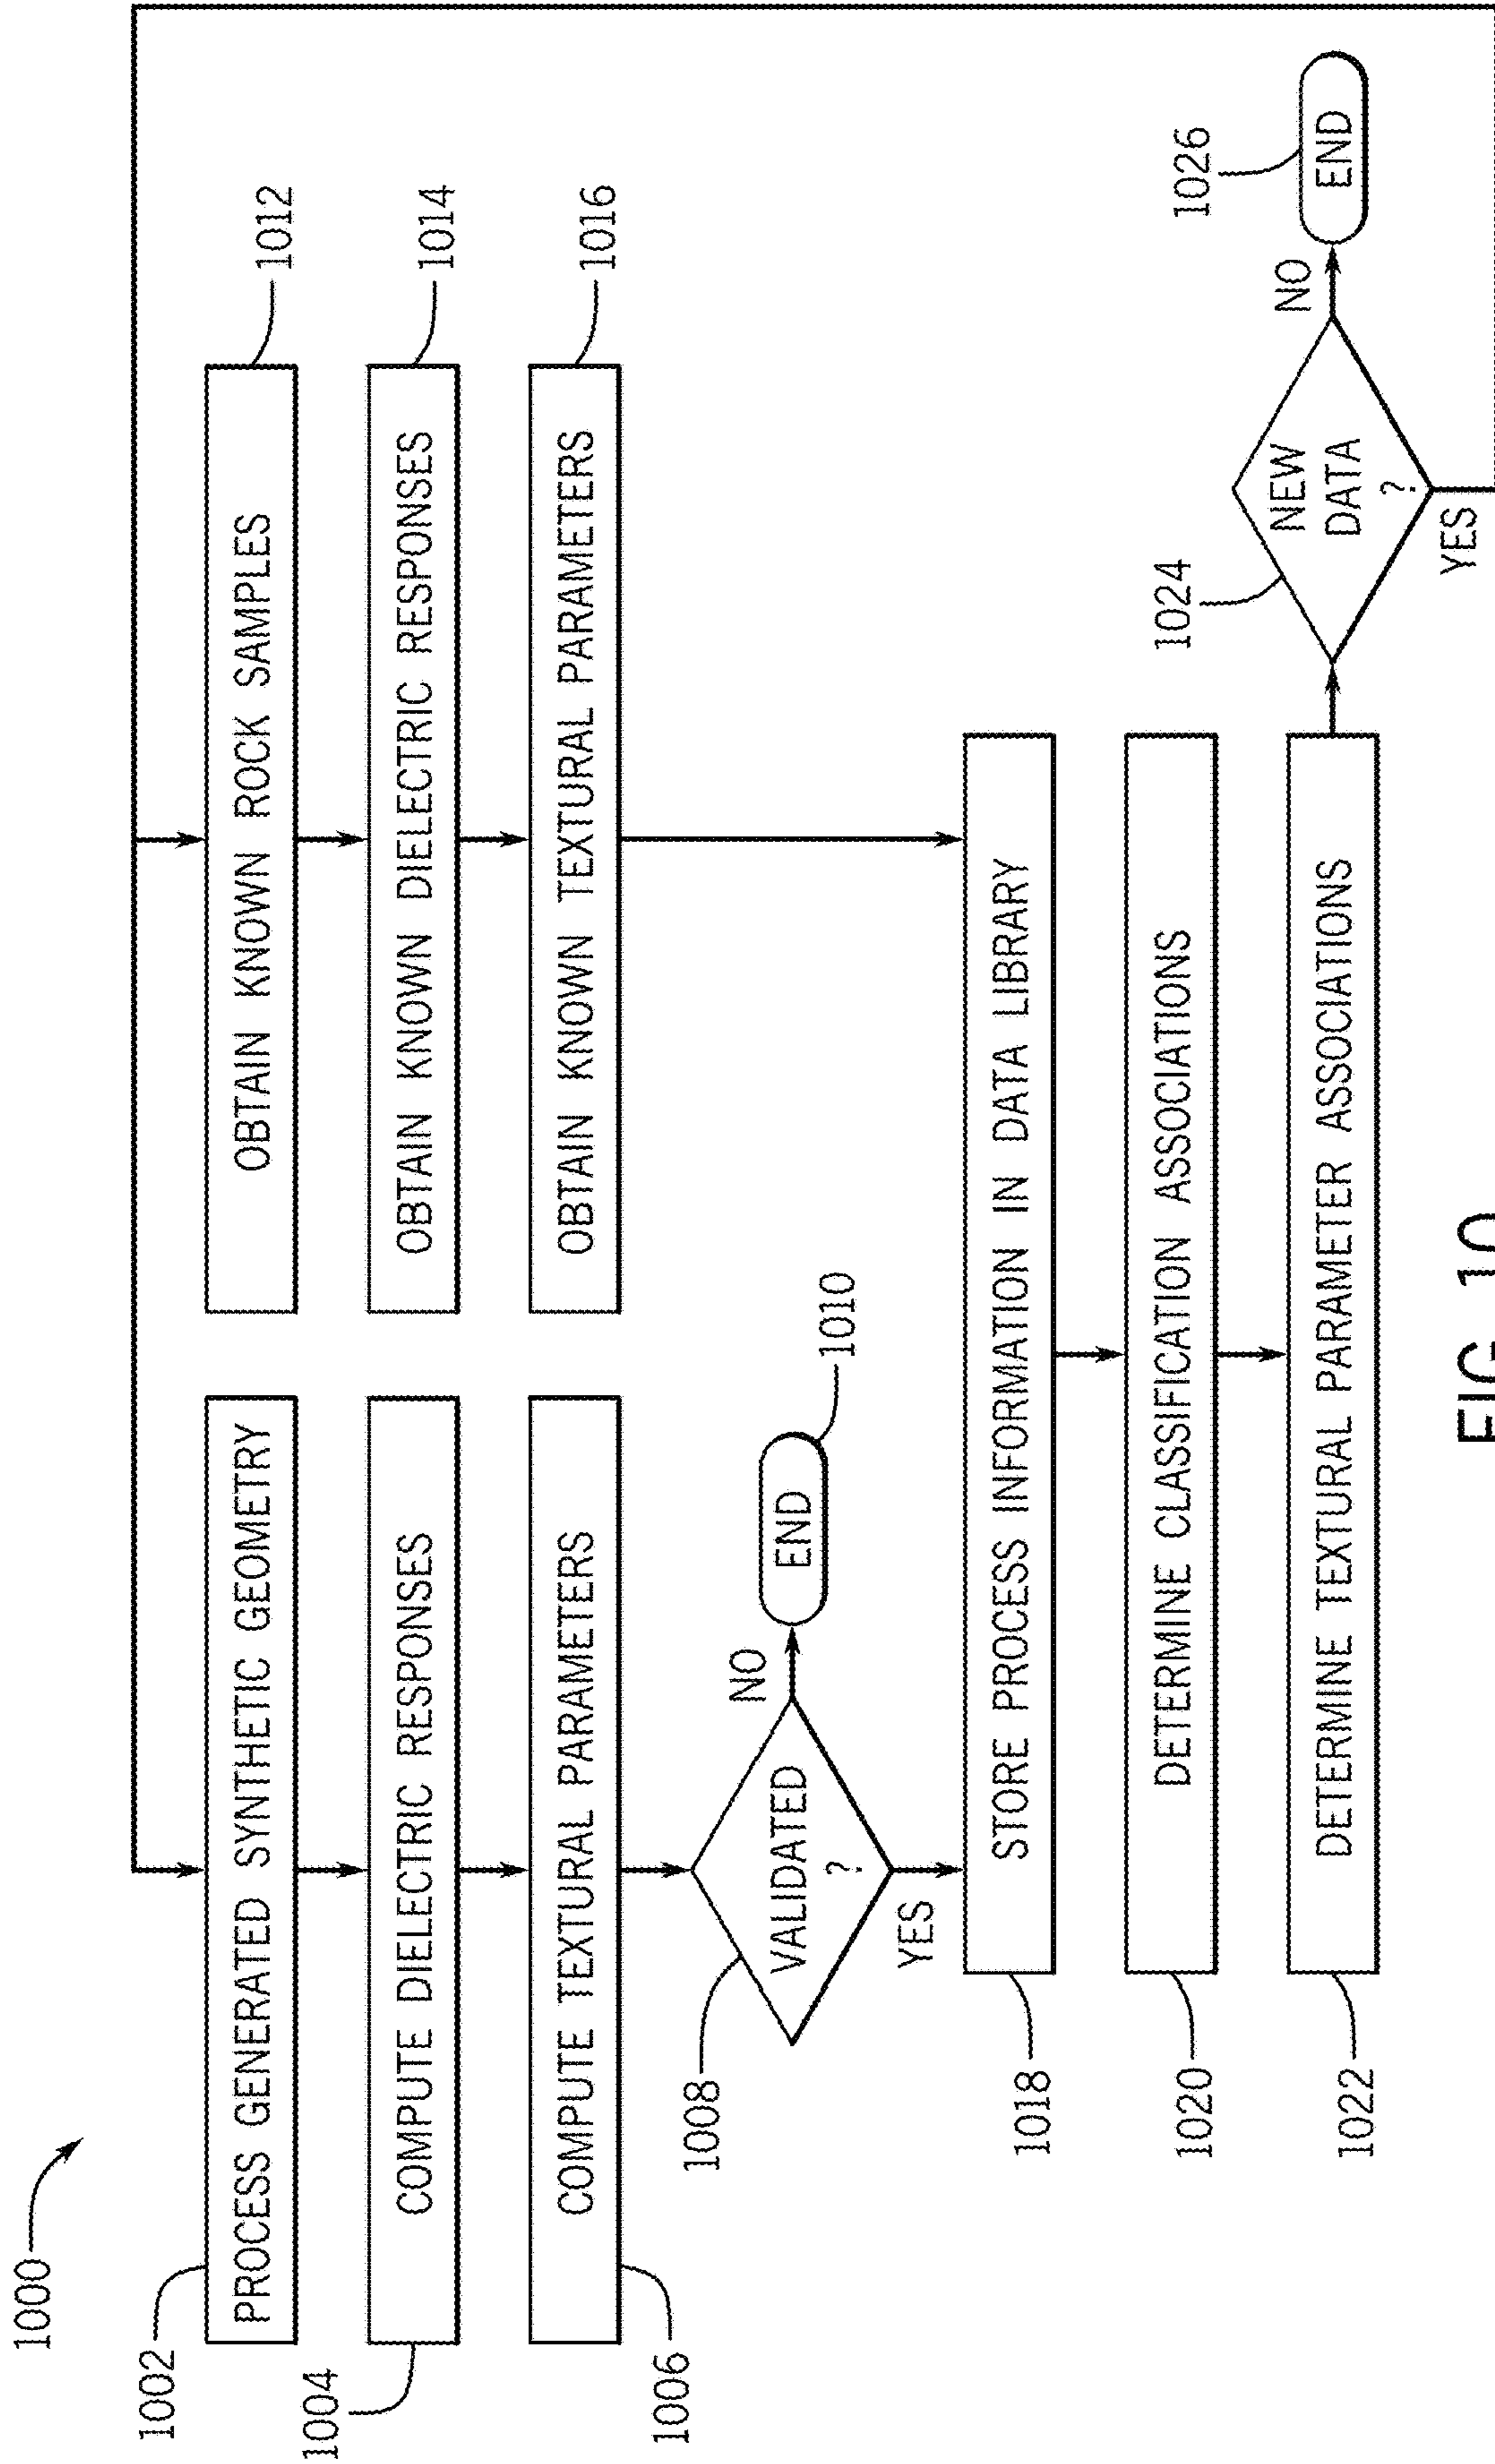 1000
1002
PROCESS GENERATED SYNTHETIC GEOMETRY
1004
COMPUTE DIELECTRIC RESPONSES
1006
COMPUTE TEXTURAL PARAMETERS
1008
VALIDATED
?
NO
END
1010
YES
OBTAIN KNOWN ROCK SAMPLES
1012
OBTAIN KNOWN DIELECTRIC RESPONSES
1014
OBTAIN KNOWN TEXTURAL PARAMETERS
1016
1018
STORE PROCESS INFORMATION IN DATA LIBRARY
1020
DETERMINE CLASSIFICATION ASSOCIATIONS
1022
DETERMINE TEXTURAL PARAMETER ASSOCIATIONS
1024
NEW
DATA
?
NO
END
1026
YES
FIG. 10